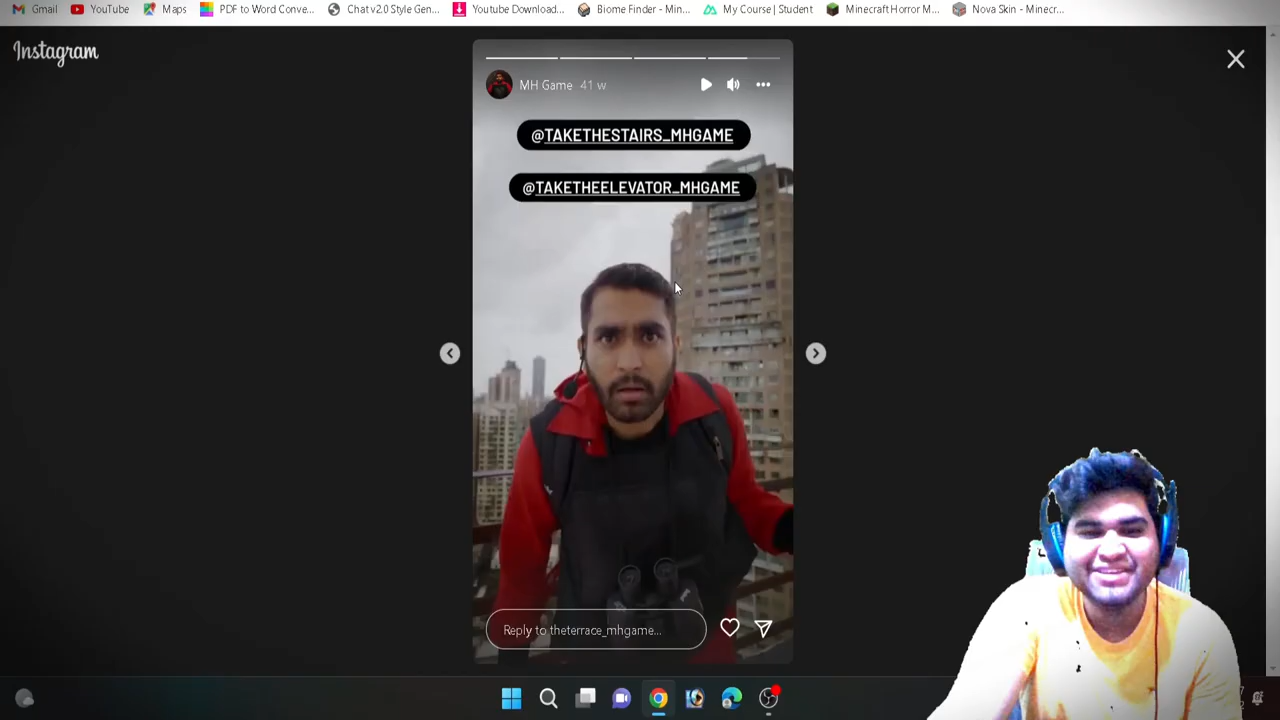 Gmail
YouTube
Maps
PDF to Word Conve...
Chat v2.0 Style Gen...
Youtube Download...
Biome Finder - Min...
My Course | Student
Minecraft Horror M...
Nova Skin - Minecr...
Instagram
MH Game 41 w
@TAKETHESTAIRS_MHGAME
@TAKETHEELEVATOR_MHGAME
Reply to theterrace_mhgame...